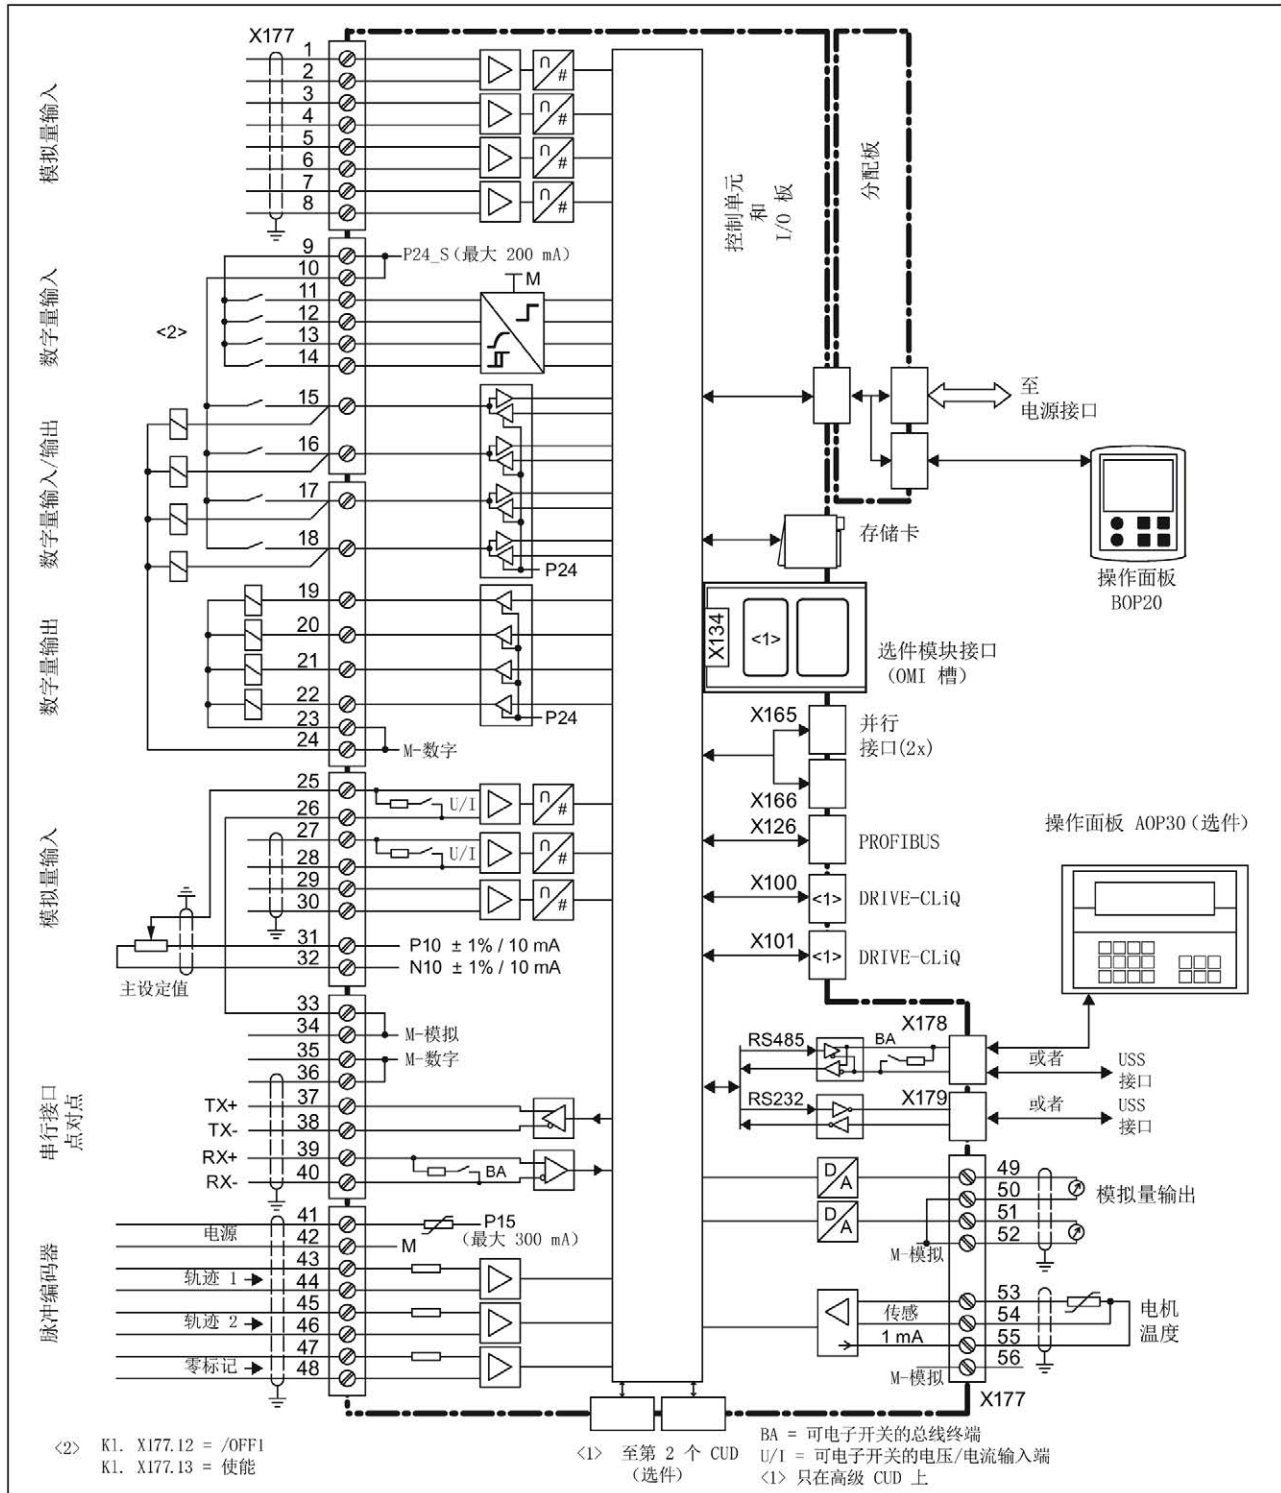 X177
模拟量输入
1
2
3
4
5
6
7
8
∩
#
∩
#
∩
#
∩
#
控制单元
和
I/O 板
分配板
数字量输入
<2>
9
10
11
12
13
14
P24_S(最大 200 mA)
M
数字量输入/输出
15
16
17
18
P24
数字量输出
19
20
21
22
23
24
P24
M-数字
至
电源接口
存储卡
操作面板
BOP20
X134
<1>
选件模块接口
(OMI 槽)
X165
并行
接口(2x)
X166
X126
PROFIBUS
X100
<1>
DRIVE-CLiQ
X101
<1>
DRIVE-CLiQ
操作面板 AOP30(选件)
模拟量输入
25
26
27
28
29
30
31
32
U/I
U/I
∩
#
∩
#
∩
#
P10 ± 1% / 10 mA
N10 ± 1% / 10 mA
主设定值
33
34
35
36
M-模拟
M-数字
串行接口
点对点
TX+
37
TX-
38
RX+
39
RX-
40
BA
X178
RS485
BA
或者
USS
接口
X179
RS232
或者
USS
接口
脉冲编码器
电源
轨迹 1
轨迹 2
零标记
41
42
43
44
45
46
47
48
P15
(最大 300 mA)
M
D
A
D
A
49
50
51
52
模拟量输出
M-模拟
传感
1 mA
53
54
55
56
电机
温度
M-模拟
X177
<2> Kl. X177.12 = /OFF1
Kl. X177.13 = 使能
<1> 至第 2 个 CUD
(选件)
BA = 可电子开关的总线终端
U/I = 可电子开关的电压/电流输入端
<1> 只在高级 CUD 上